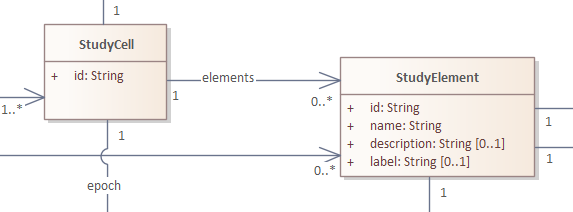 1
StudyCell
+ id: String
elements
1
0..*
1..*
1
StudyElement
+ id: String
+ name: String
+ description: String [0..1]
+ label: String [0..1]
1
1
0..*
epoch
1